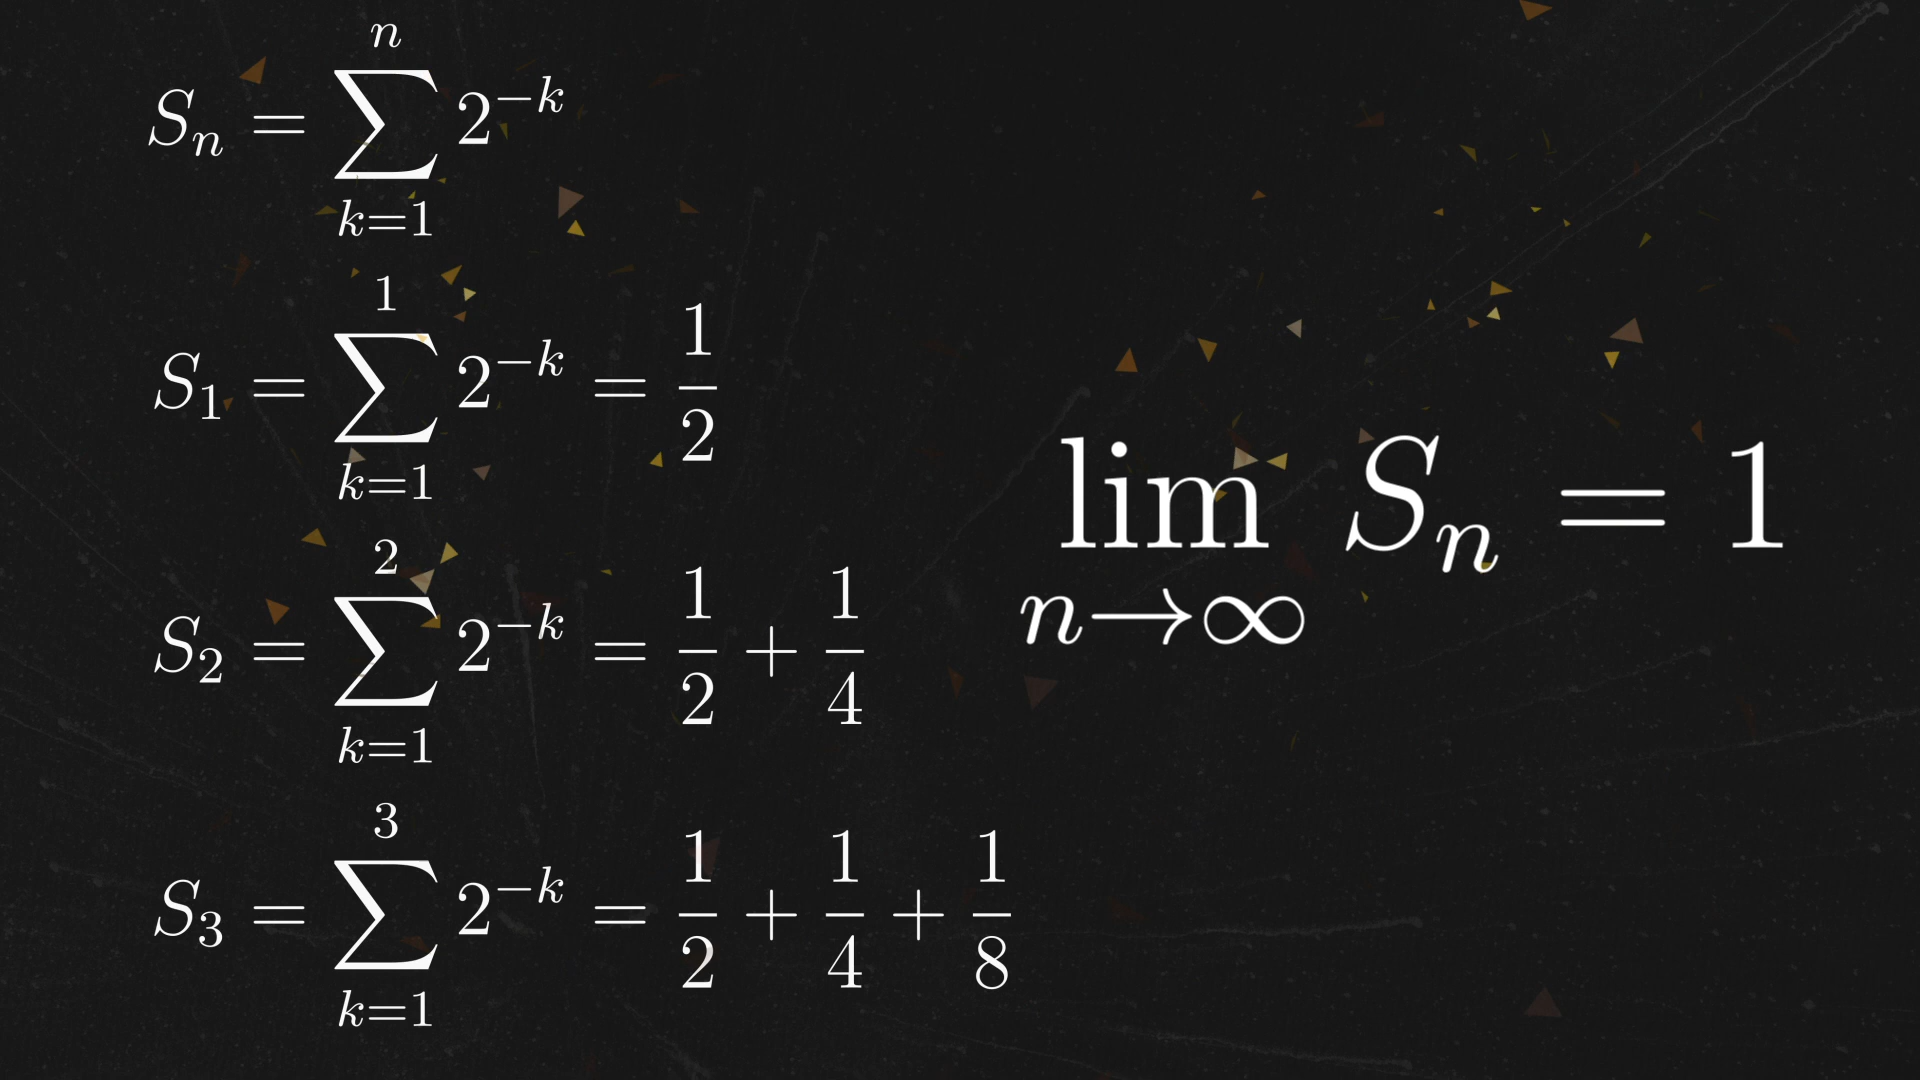 $S_n = \sum_{k=1}^{n} 2^{-k}$
$S_1 = \sum_{k=1}^{1} 2^{-k} = \frac{1}{2}$
$\lim_{n \to \infty} S_n = 1$
$S_2 = \sum_{k=1}^{2} 2^{-k} = \frac{1}{2} + \frac{1}{4}$
$S_3 = \sum_{k=1}^{3} 2^{-k} = \frac{1}{2} + \frac{1}{4} + \frac{1}{8}$